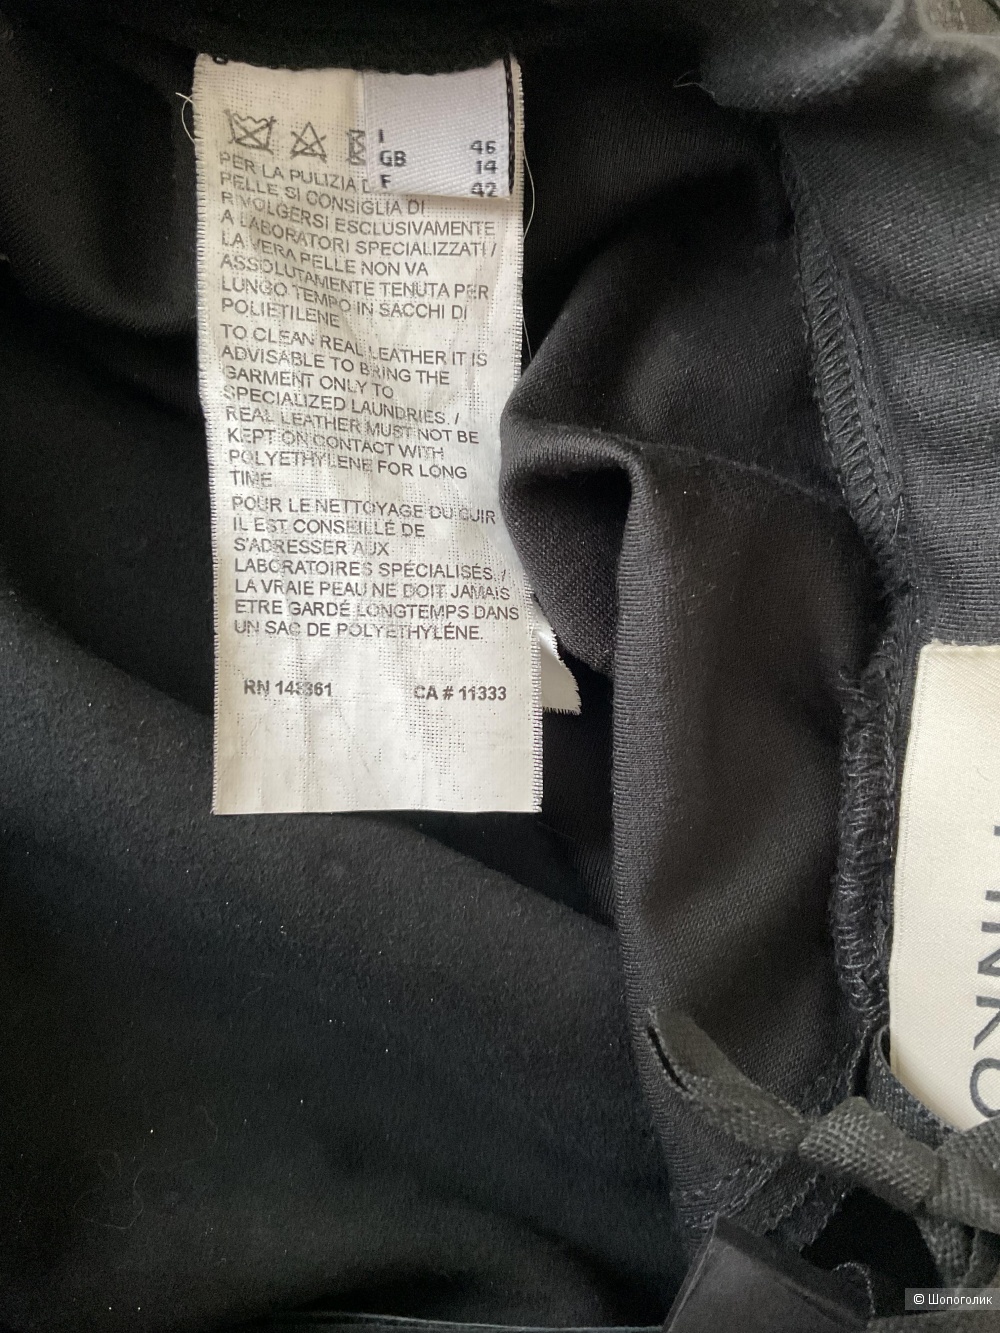 I 46
GB 14
F 42
PER LA PULIZIA
PELLE SI CONSIGLIA DI
RIVOLGERSI ESCLUSIVAMENTE
A LABORATORI SPECIALIZZATI /
LA VERA PELLE NON VA
ASSOLUTAMENTE TENUTA PER
LUNGO TEMPO IN SACCHI DI
POLIETILENE
TO CLEAN REAL LEATHER IT IS
ADVISABLE TO BRING THE
GARMENT ONLY TO
SPECIALIZED LAUNDRIES. /
REAL LEATHER MUST NOT BE
KEPT ON CONTACT WITH
POLYETHYLENE FOR LONG
TIME
POUR LE NETTOYAGE DU CUIR
IL EST CONSEILLÉ DE
S'ADRESSER AUX
LABORATOIRES SPÉCIALISÉS /
LA VRAIE PEAU NE DOIT JAMAIS
ETRE GARDÉ LONGTEMPS DANS
UN SAC DE POLYETHYLÉNE.
RN CA # 11333
INKO
© Шопоголик